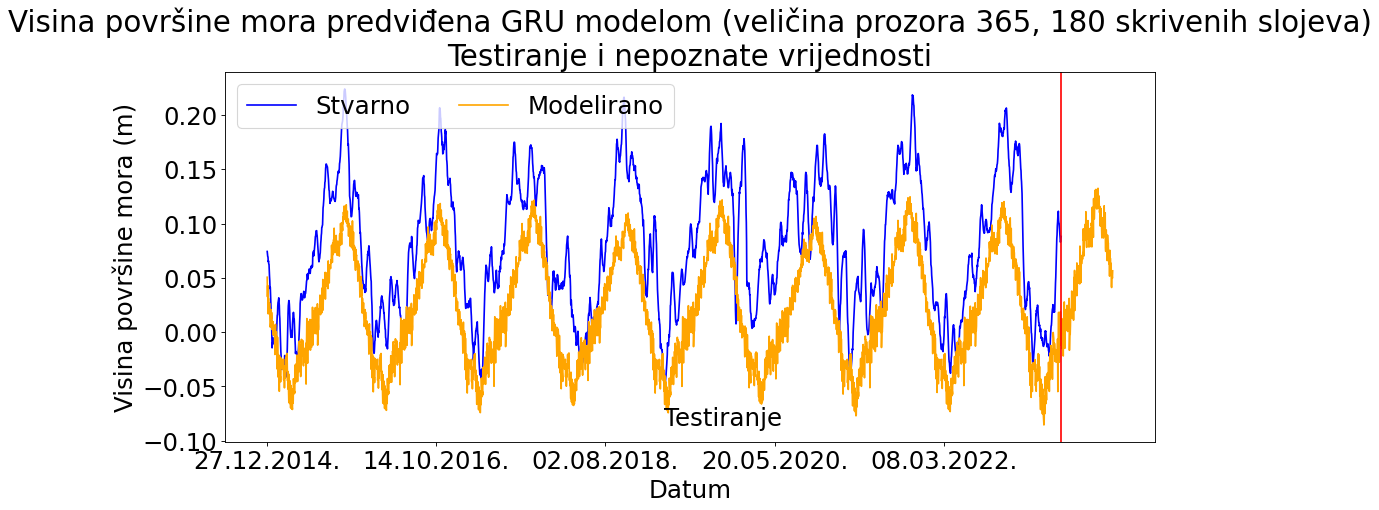 Visina površine mora predviđena GRU modelom (veličina prozora 365, 180 skrivenih slojeva)
Testiranje i nepoznate vrijednosti
Stvarno
Modelirano
Visina površine mora (m)
0.20
0.15
0.10
0.05
0.00
−0.05
−0.10
Testiranje
27.12.2014.
14.10.2016.
02.08.2018.
20.05.2020.
08.03.2022.
Datum